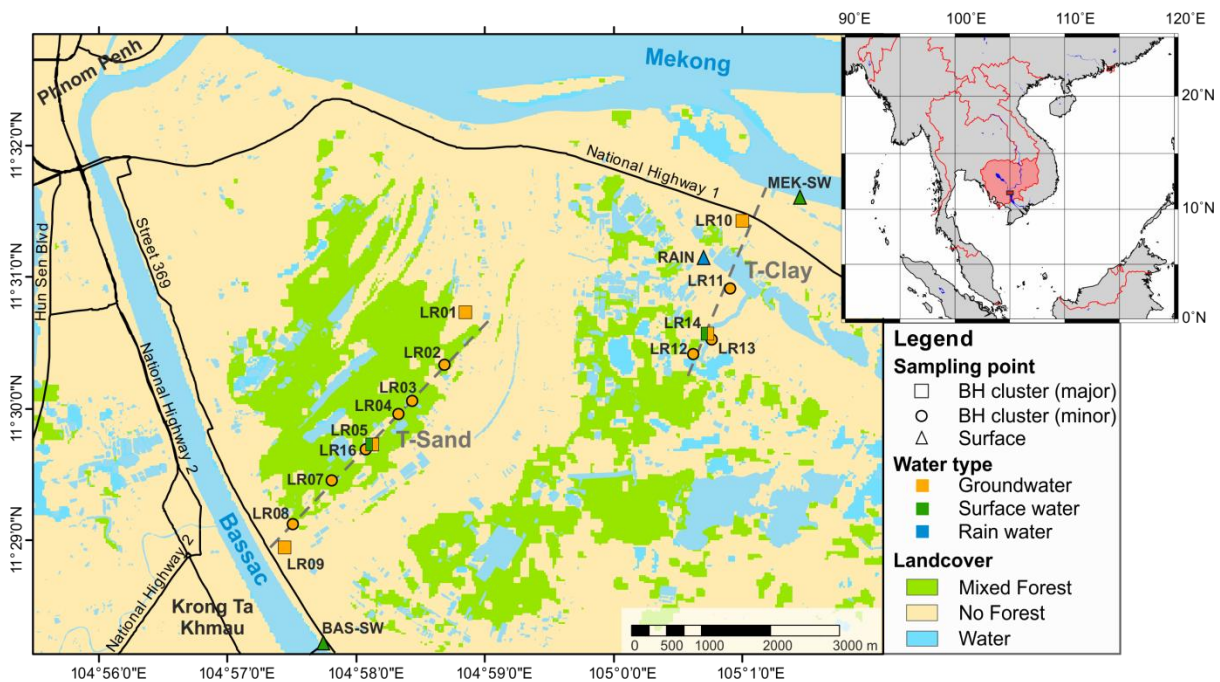 90°E 100°E 110°E 120°E
20°N
10°N
0°N
Phnom Penh
Mekong
11°32'0"N
11°31'0"N
11°30'0"N
11°29'0"N
National Highway 1
MEK-SW
LR10
RAIN
T-Clay
LR11
LR14
LR12
LR13
Hun Sen Blvd
Street 369
National Highway 2
National Highway 2
Bassac
LR01
LR02
LR03
LR04
LR05
T-Sand
LR16
LR07
LR08
LR09
Krong Ta
Khmau
BAS-SW
0 500 1000 2000 3000 m
104°56'0"E 104°57'0"E 104°58'0"E 104°59'0"E 105°0'0"E 105°1'0"E
Legend
Sampling point
BH cluster (major)
BH cluster (minor)
Surface
Water type
Groundwater
Surface water
Rain water
Landcover
Mixed Forest
No Forest
Water